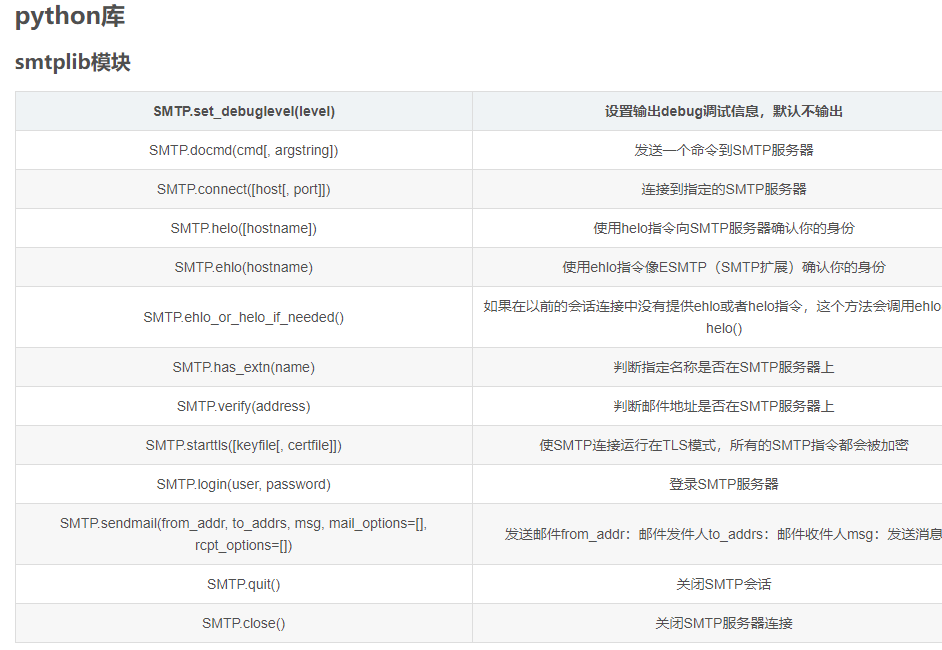 python库
smtplib模块
SMTP.set_debuglevel(level) 设置输出debug调试信息，默认不输出
SMTP.docmd(cmd[, argstring]) 发送一个命令到SMTP服务器
SMTP.connect([host[, port]]) 连接到指定的SMTP服务器
SMTP.helo([hostname]) 使用helo指令向SMTP服务器确认你的身份
SMTP.ehlo(hostname) 使用ehlo指令像ESMTP（SMTP扩展）确认你的身份
SMTP.ehlo_or_helo_if_needed() 如果在以前的会话连接中没有提供ehlo或者helo指令，这个方法会调用ehlo
helo()
SMTP.has_extn(name) 判断指定名称是否在SMTP服务器上
SMTP.verify(address) 判断邮件地址是否在SMTP服务器上
SMTP.starttls([keyfile[, certfile]]) 使SMTP连接运行在TLS模式，所有的SMTP指令都会被加密
SMTP.login(user, password) 登录SMTP服务器
SMTP.sendmail(from_addr, to_addrs, msg, mail_options=[],
rcpt_options=[]) 发送邮件from_addr：邮件发件人to_addrs：邮件收件人msg：发送消息
SMTP.quit() 关闭SMTP会话
SMTP.close() 关闭SMTP服务器连接